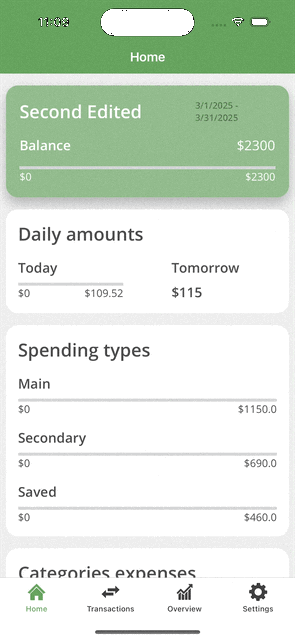 11:09
Home
Second Edited
3/1/2025 -
3/31/2025
Balance $2300
$0 $2300
Daily amounts
Today Tomorrow
$0 $109.52 $115
Spending types
Main
$0 $1150.0
Secondary
$0 $690.0
Saved
$0 $460.0
Categories expenses
Home Transactions Overview Settings